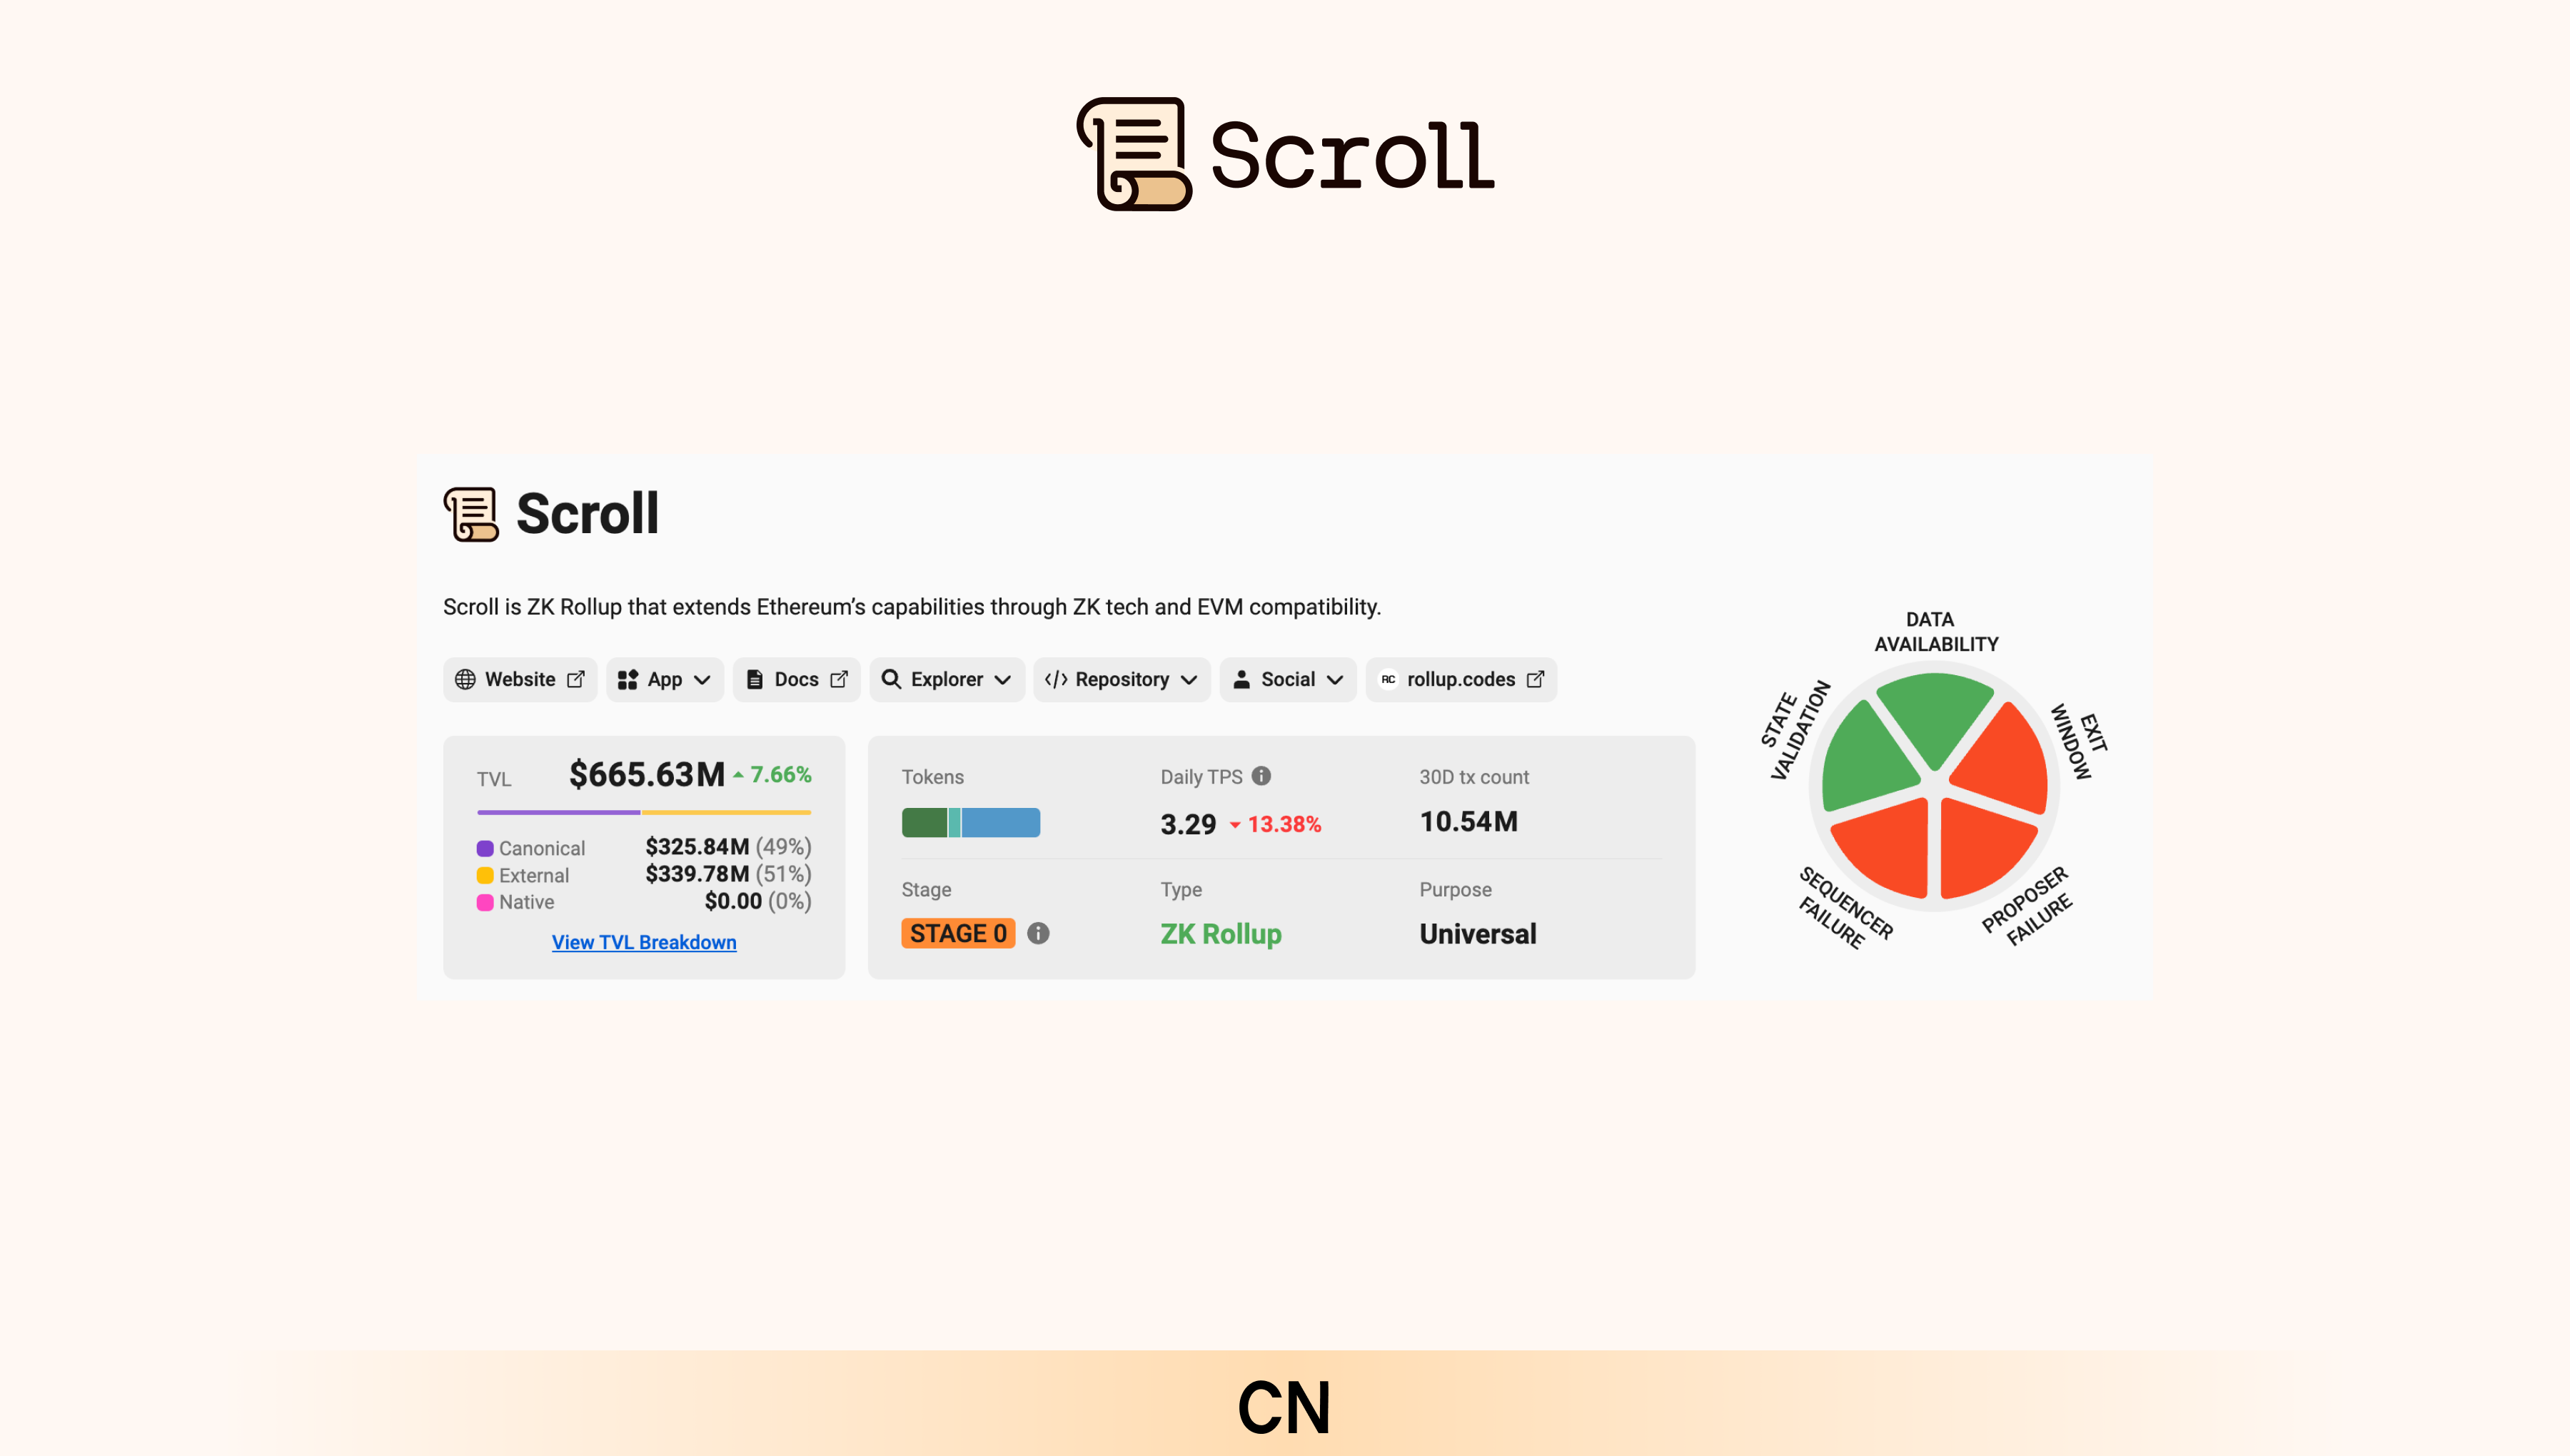 Scroll
Scroll
Scroll is ZK Rollup that extends Ethereum’s capabilities through ZK tech and EVM compatibility.
Website App Docs Explorer </> Repository Social RC rollup.codes
TVL $665.63M 7.66%
Canonical $325.84M (49%)
External $339.78M (51%)
Native $0.00 (0%)
View TVL Breakdown
Tokens Daily TPS 30D tx count
3.29 13.38% 10.54M
Stage Type Purpose
STAGE 0 ZK Rollup Universal
DATA
AVAILABILITY
STATE
VALIDATION
EXIT
WINDOW
SEQUENCER
FAILURE
PROPOSER
FAILURE
CN